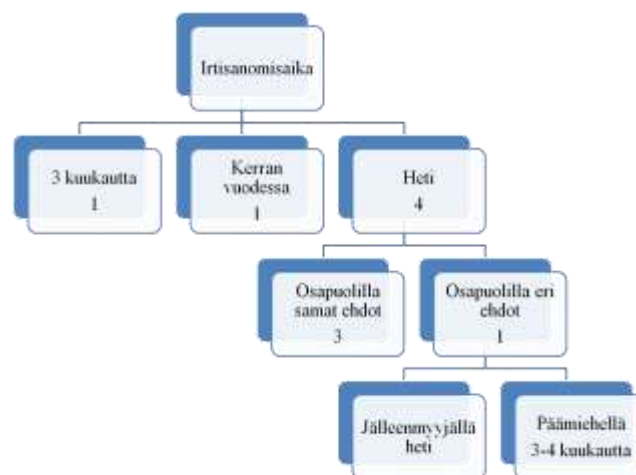 Irtisanomisaika
3 kuukautta
1
Kerran
vuodessa
1
Heti
4
Osapuolilla
samat ehdot
3
Osapuolilla eri
ehdot
1
Jälleenmyyjällä
heti
Päämiehellä
3-4 kuukautta